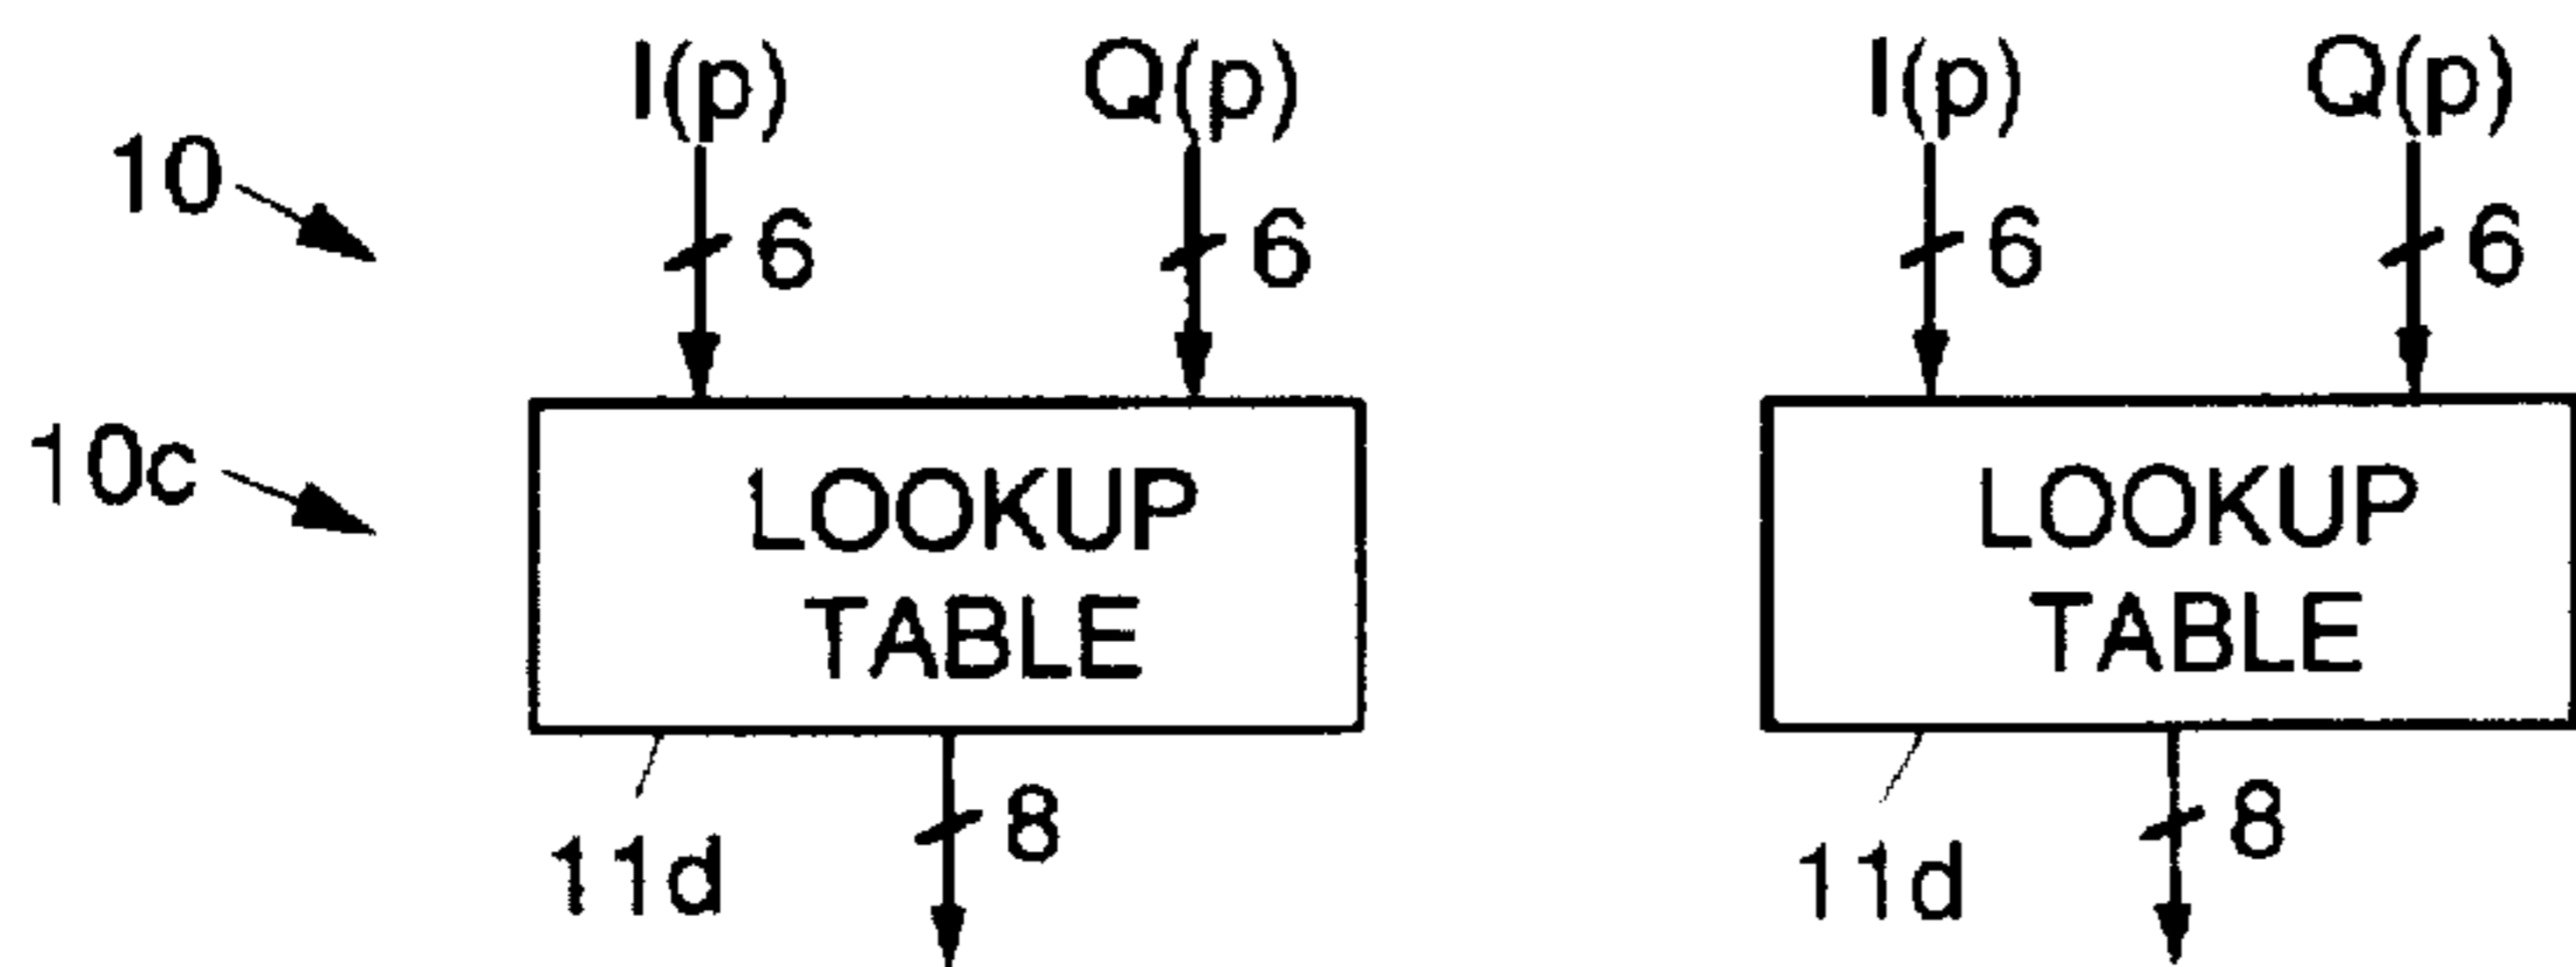 I(p) Q(p) I(p) Q(p)
10 6 6 6 6
10c LOOKUP LOOKUP
TABLE TABLE
8 8
11d 11d